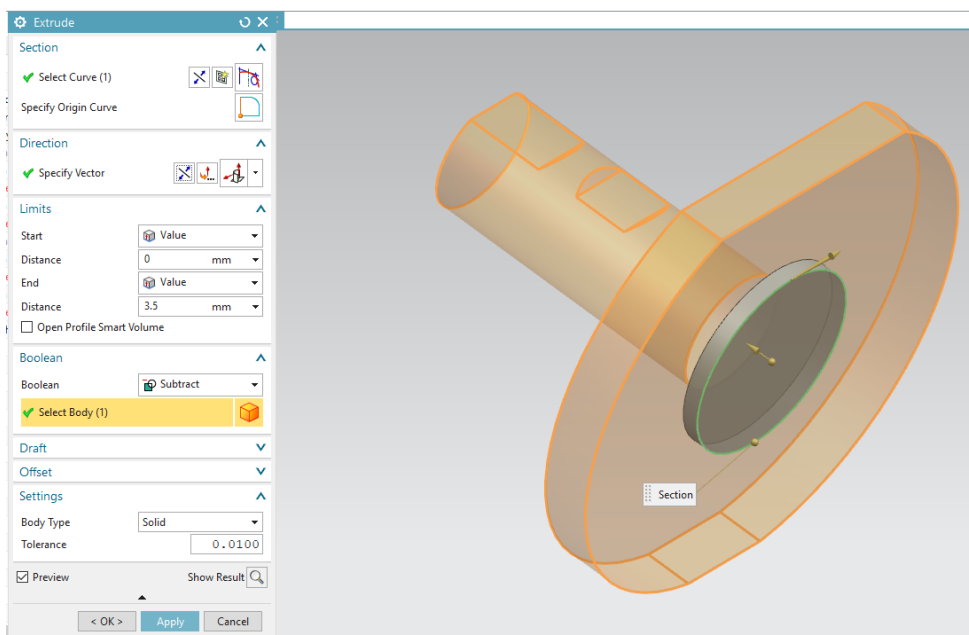 Extrude
Section
Select Curve (1)
Specify Origin Curve
Direction
Specify Vector
Limits
Start Value
Distance 0 mm
End Value
Distance 3.5 mm
Open Profile Smart Volume
Boolean
Boolean Subtract
Select Body (1)
Draft
Offset
Settings
Body Type Solid
Tolerance 0.0100
Preview Show Result
< OK > Apply Cancel
Section